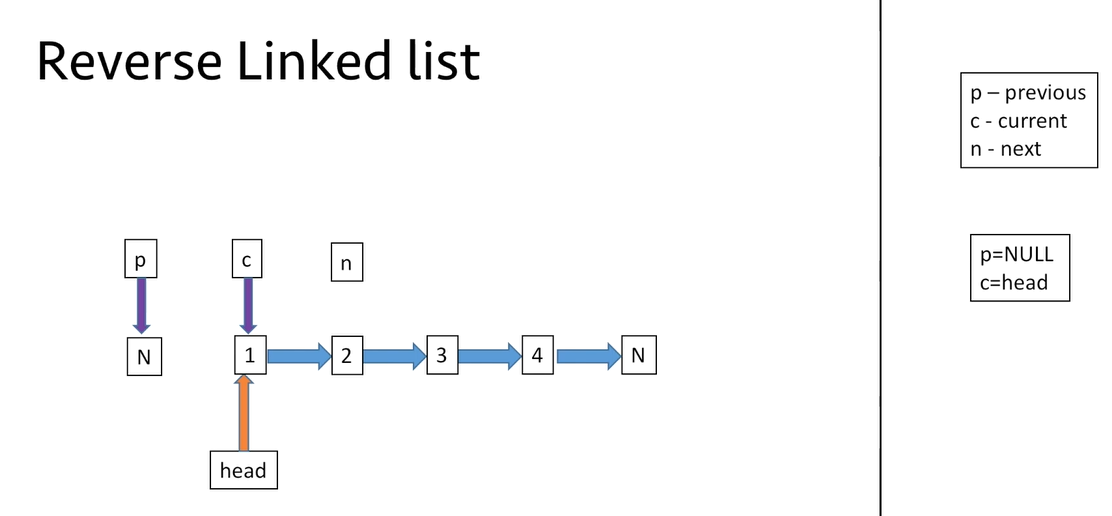 Reverse Linked list
p – previous
c - current
n - next
p=NULL
c=head
p
c
n
N
1
2
3
4
N
head